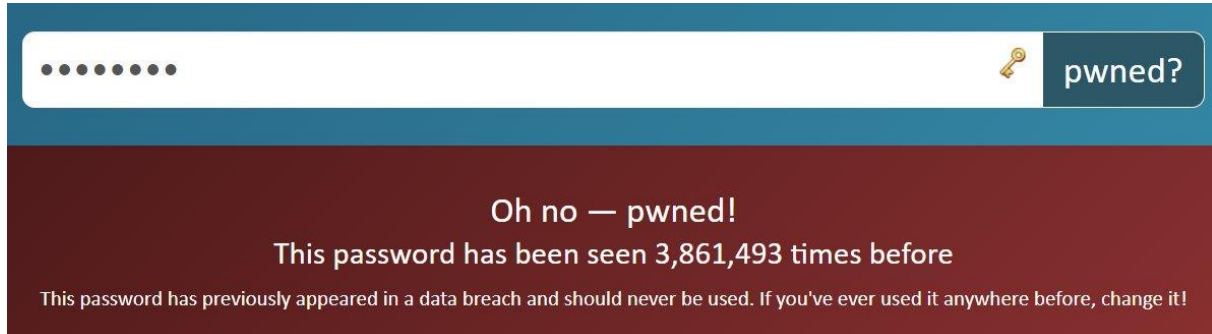 pwned?
Oh no — pwned!
This password has been seen 3,861,493 times before
This password has previously appeared in a data breach and should never be used. If you've ever used it anywhere before, change it!